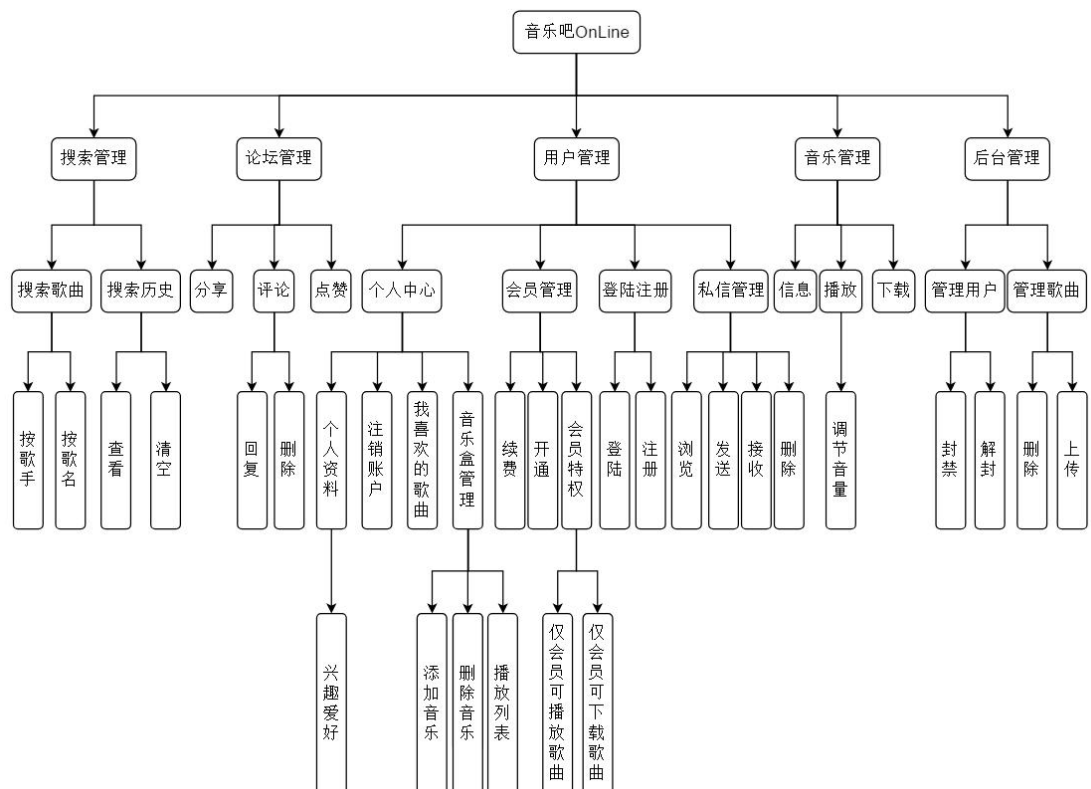 音乐吧OnLine
搜索管理
论坛管理
用户管理
音乐管理
后台管理
搜索歌曲
搜索历史
分享
评论
点赞
个人中心
会员管理
登陆注册
私信管理
信息
播放
下载
管理用户
管理歌曲
按歌手
按歌名
查看
清空
回复
删除
个人资料
注销账户
我喜欢的歌曲
音乐盒管理
续费
开通
会员特权
登陆
注册
浏览
发送
接收
删除
调节音量
封禁
解封
删除
上传
兴趣爱好
添加音乐
删除音乐
播放列表
仅会员可播放歌曲
仅会员可下载歌曲